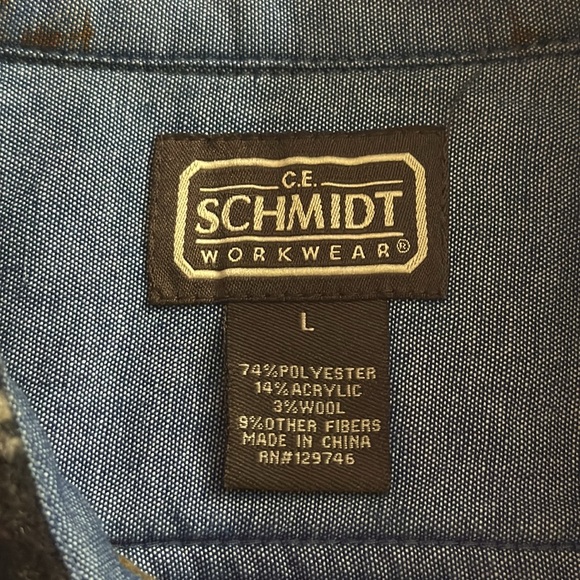 C.E.
SCHMIDT
WORKWEAR®
L
74%POLYESTER
14%ACRYLIC
3%WOOL
9%OTHER FIBERS
MADE IN CHINA
RN#129746